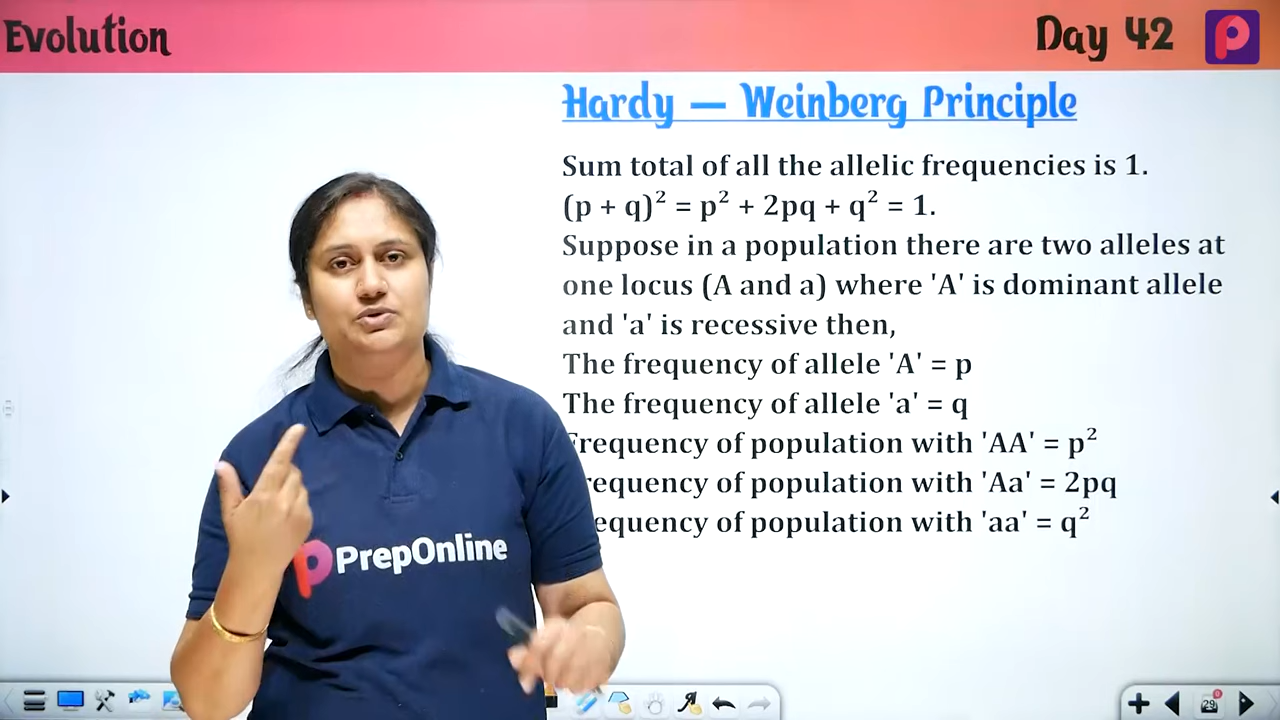 Evolution
Day 42
Hardy — Weinberg Principle
Sum total of all the allelic frequencies is 1.
(p + q)² = p² + 2pq + q² = 1.
Suppose in a population there are two alleles at
one locus (A and a) where 'A' is dominant allele
and 'a' is recessive then,
The frequency of allele 'A' = p
The frequency of allele 'a' = q
Frequency of population with 'AA' = p²
requency of population with 'Aa' = 2pq
equency of population with 'aa' = q²
PrepOnline
29